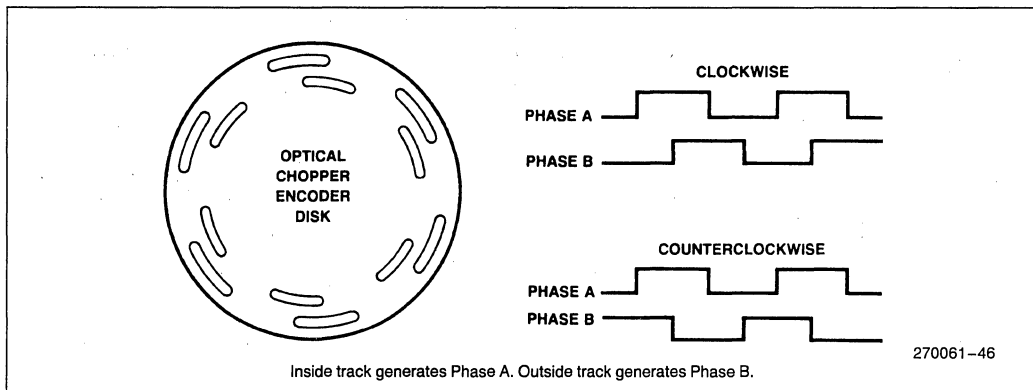 OPTICAL
CHOPPER
ENCODER
DISK
CLOCKWISE
PHASE A
PHASE B
COUNTERCLOCKWISE
PHASE A
PHASE B
270061–46
Inside track generates Phase A. Outside track generates Phase B.